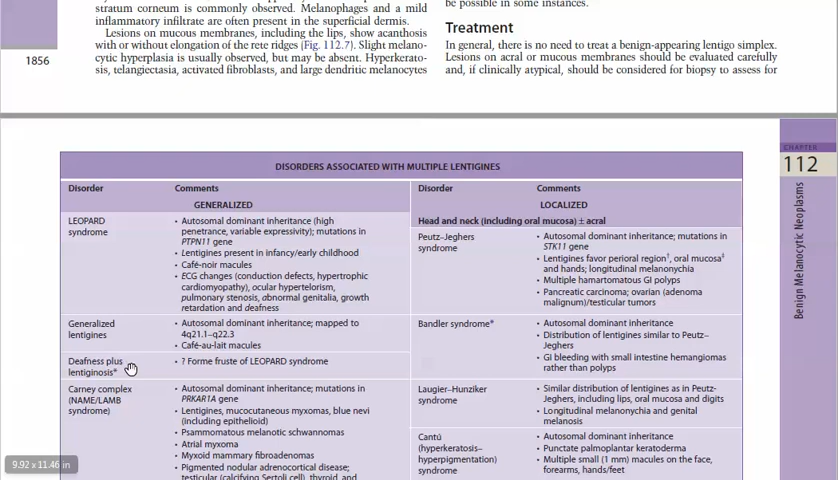 stratum corneum is commonly observed. Melanophages and a mild
inflammatory infiltrate are often present in the superficial dermis.
Lesions on mucous membranes, including the lips, show acanthosis
with or without elongation of the rete ridges (Fig. 112.7). Slight melano-
cytic hyperplasia is usually observed, but may be absent. Hyperkerato-
sis, telangiectasia, activated fibroblasts, and large dendritic melanocytes
1856
be possible in some instances.
Treatment
In general, there is no need to treat a benign-appearing lentigo simplex.
Lesions on acral or mucous membranes should be evaluated carefully
and, if clinically atypical, should be considered for biopsy to assess for
DISORDERS ASSOCIATED WITH MULTIPLE LENTIGINES
Disorder Comments
GENERALIZED
LEOPARD
syndrome
• Autosomal dominant inheritance (high
penetrance, variable expressivity); mutations in
PTPN11 gene
• Lentigines present in infancy/early childhood
• Café-noir macules
• ECG changes (conduction defects, hypertrophic
cardiomyopathy), ocular hypertelorism,
pulmonary stenosis, abnormal genitalia, growth
retardation and deafness
Generalized
lentigines
• Autosomal dominant inheritance; mapped to
4q21.1–q22.3
• Café-au-lait macules
Deafness plus
lentiginosis*
• ? Forme fruste of LEOPARD syndrome
Carney complex
(NAME/LAMB
syndrome)
• Autosomal dominant inheritance; mutations in
PRKAR1A gene
• Lentigines, mucocutaneous myxomas, blue nevi
(including epithelioid)
• Psammomatous melanotic schwannomas
• Atrial myxoma
• Myxoid mammary fibroadenomas
• Pigmented nodular adrenocortical disease;
testicular (calcifying Sertoli cell), thyroid, and
Disorder Comments
LOCALIZED
Head and neck (including oral mucosa) ± acral
Peutz–Jeghers
syndrome
• Autosomal dominant inheritance; mutations in
STK11 gene
• Lentigines favor perioral region†, oral mucosa‡
and hands; longitudinal melanonychia
• Multiple hamartomatous GI polyps
• Pancreatic carcinoma; ovarian (adenoma
malignum)/testicular tumors
Bandler syndrome*
• Autosomal dominant inheritance
• Distribution of lentigines similar to Peutz–
Jeghers
• GI bleeding with small intestine hemangiomas
rather than polyps
Laugier–Hunziker
syndrome
• Similar distribution of lentigines as in Peutz-
Jeghers, including lips, oral mucosa and digits
• Longitudinal melanonychia and genital
melanosis
Cantú
(hyperkeratosis–
hyperpigmentation)
syndrome
• Autosomal dominant inheritance
• Punctate palmoplantar keratoderma
• Multiple small (1 mm) macules on the face,
forearms, hands/feet
CHAPTER
112
Benign Melanocytic Neoplasms
9.92 x 11.46 in